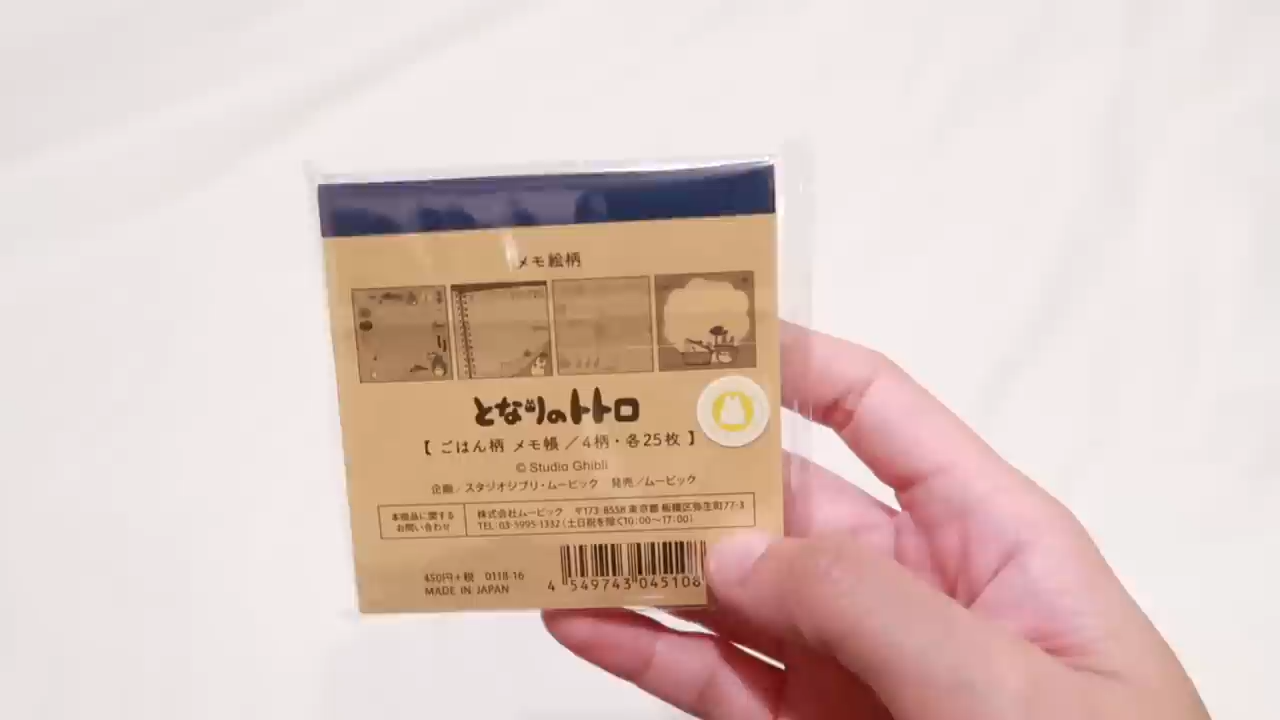 メモ絵柄
となりのトトロ
【 ごはん柄 メモ帳 ／4柄・各25枚 】
© Studio Ghibli
企画／スタジオジブリ・ムービック 発売／ムービック
本商品に関する
お問い合わせ
株式会社ムービック 〒173-8558 東京都 板橋区弥生町77-3
TEL 03-5995-1332（土日祝を除く10:00〜17:00）
450円＋税 0118-16
MADE IN JAPAN
4 549743 045108